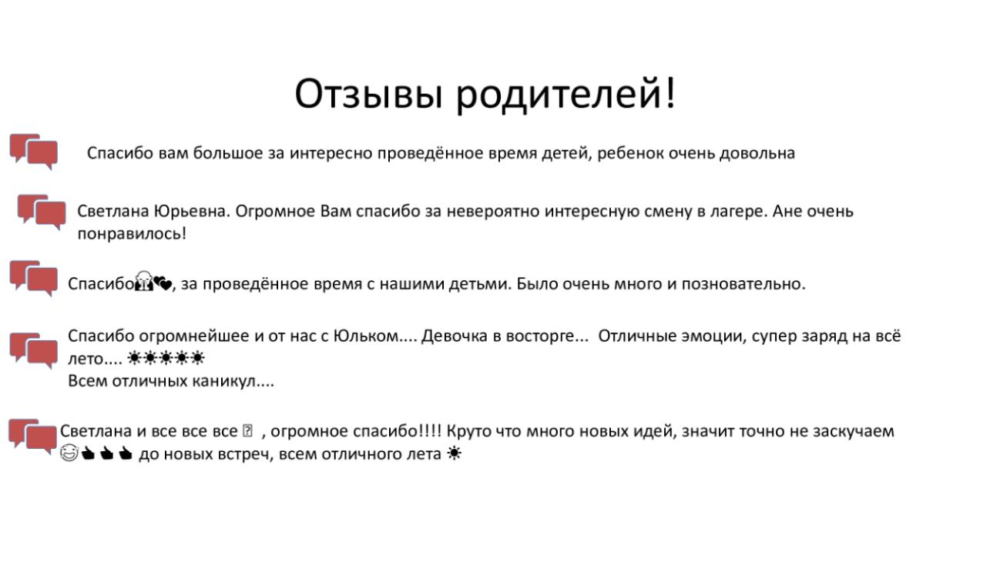 Отзывы родителей!
Спасибо вам большое за интересно проведённое время детей, ребенок очень довольна
Светлана Юрьевна. Огромное Вам спасибо за невероятно интересную смену в лагере. Ане очень
понравилось!
Спасибо, за проведённое время с нашими детьми. Было очень много и позновательно.
Спасибо огромнейшее и от нас с Юльком.... Девочка в восторге... Отличные эмоции, супер заряд на всё
лето.... ☀☀☀☀☀
Всем отличных каникул....
Светлана и все все все , огромное спасибо!!!! Круто что много новых идей, значит точно не заскучаем
😂👍👍👍 до новых встреч, всем отличного лета ☀